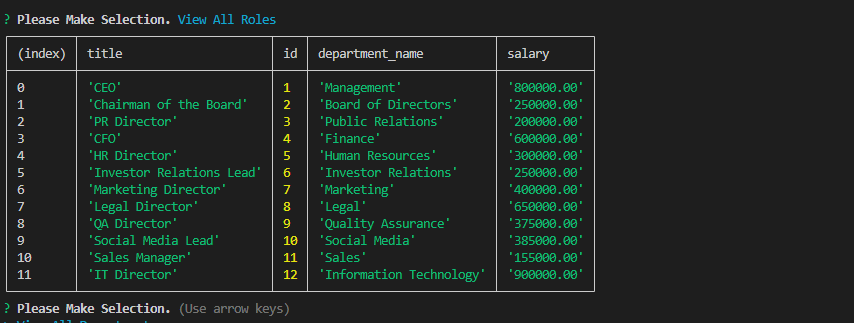 ? Please Make Selection. View All Roles
(index) title id department_name salary
0 'CEO' 1 'Management' '800000.00'
1 'Chairman of the Board' 2 'Board of Directors' '250000.00'
2 'PR Director' 3 'Public Relations' '200000.00'
3 'CFO' 4 'Finance' '600000.00'
4 'HR Director' 5 'Human Resources' '300000.00'
5 'Investor Relations Lead' 6 'Investor Relations' '250000.00'
6 'Marketing Director' 7 'Marketing' '400000.00'
7 'Legal Director' 8 'Legal' '650000.00'
8 'QA Director' 9 'Quality Assurance' '375000.00'
9 'Social Media Lead' 10 'Social Media' '385000.00'
10 'Sales Manager' 11 'Sales' '155000.00'
11 'IT Director' 12 'Information Technology' '900000.00'
? Please Make Selection. (Use arrow keys)